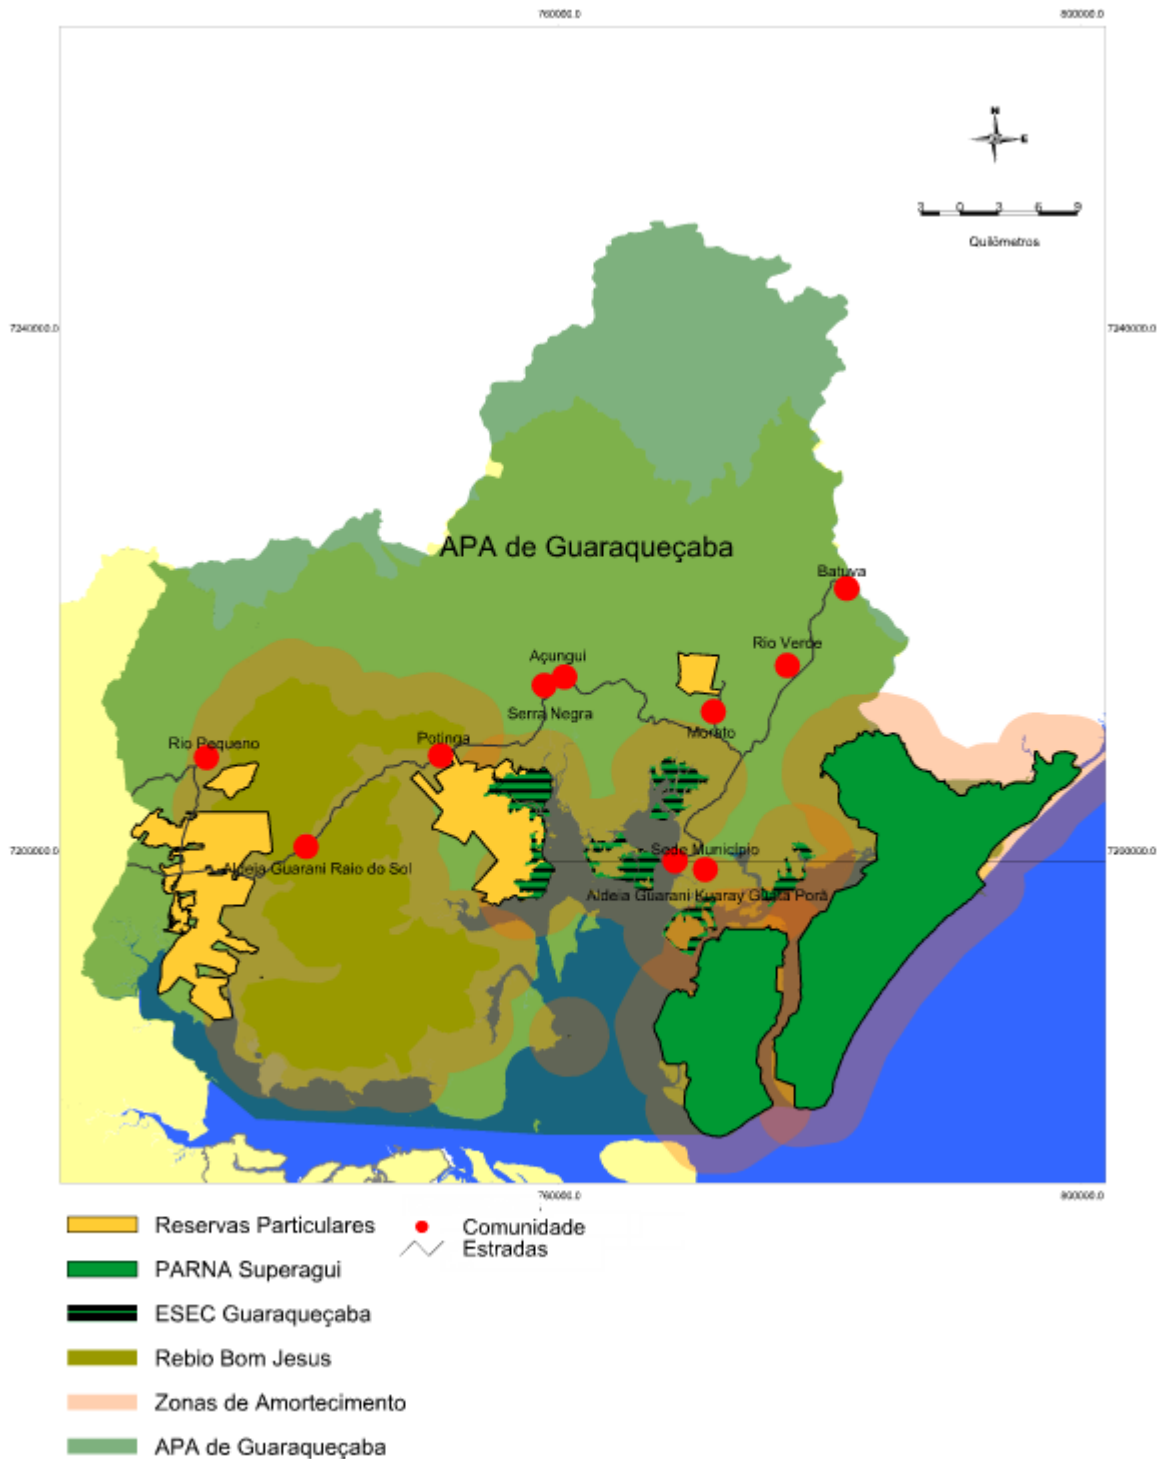 760000.0 800000.0
N
E
3 0 3 6 9
Quilômetros
7240000.0 7240000.0
APA de Guaraqueçaba
Batuva
Rio Verde
Açungui
Serra Negra
Morato
Rio Pequeno
Potinga
7200000.0 7200000.0
Sede Município
Aldeia Guarani Raio do Sol
Aldeia Guarani Kuaray Guata Porã
760000.0 800000.0
Reservas Particulares
Comunidade
Estradas
PARNA Superagui
ESEC Guaraqueçaba
Rebio Bom Jesus
Zonas de Amortecimento
APA de Guaraqueçaba